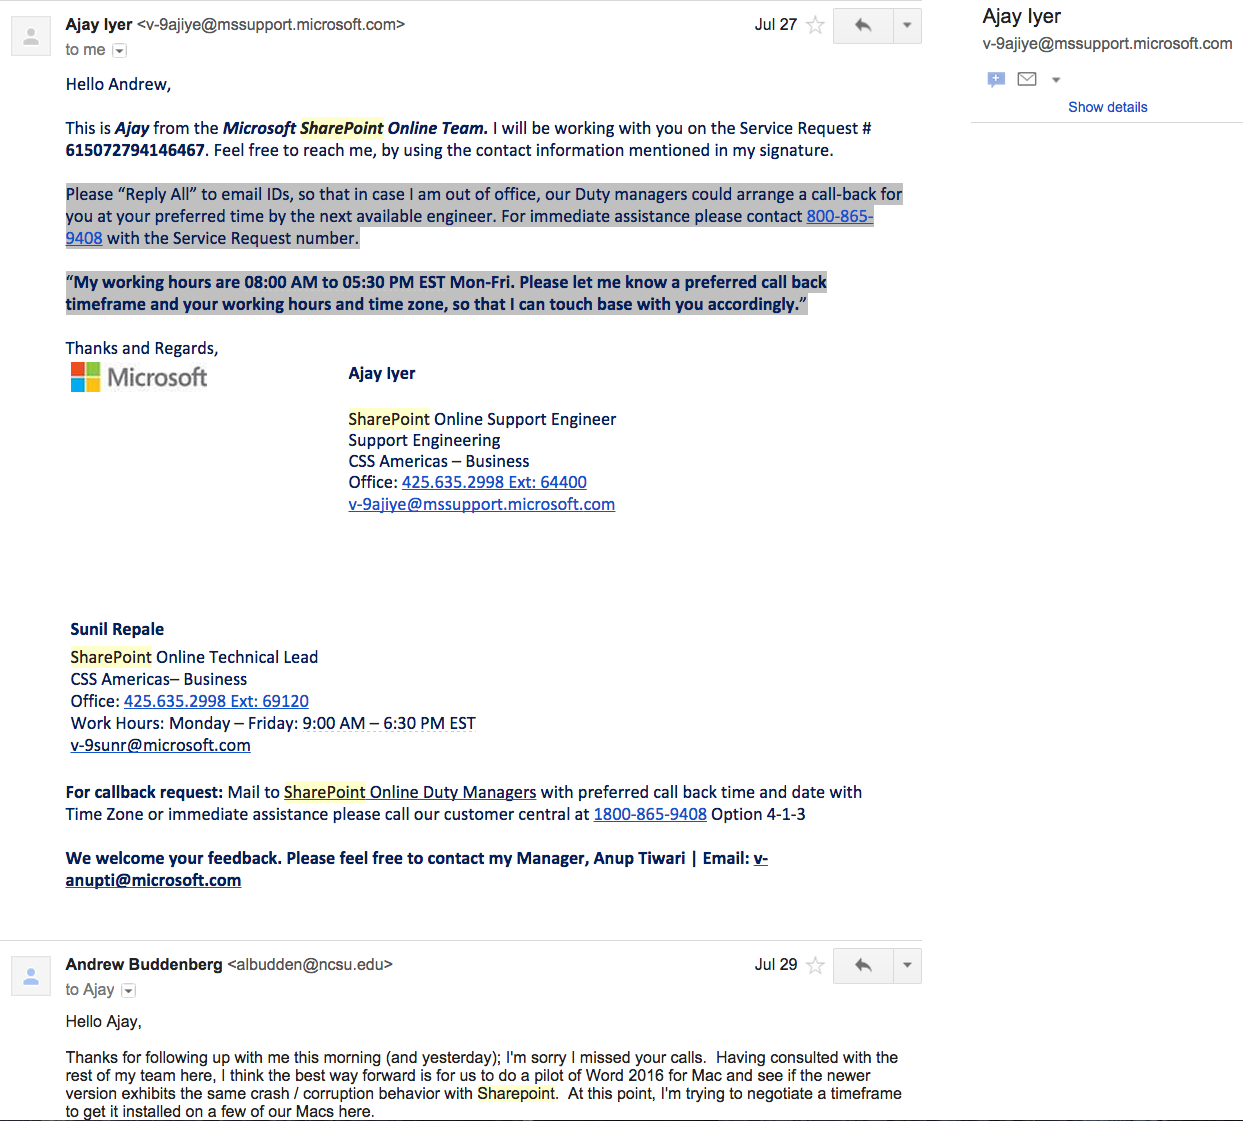 Ajay Iyer <v-9ajiye@mssupport.microsoft.com>
Jul 27
to me
Hello Andrew,
This is Ajay from the Microsoft SharePoint Online Team. I will be working with you on the Service Request #
615072794146467. Feel free to reach me, by using the contact information mentioned in my signature.
Please “Reply All” to email IDs, so that in case I am out of office, our Duty managers could arrange a call-back for
you at your preferred time by the next available engineer. For immediate assistance please contact 800-865-
9408 with the Service Request number.
“My working hours are 08:00 AM to 05:30 PM EST Mon-Fri. Please let me know a preferred call back
timeframe and your working hours and time zone, so that I can touch base with you accordingly.”
Thanks and Regards,
Microsoft
Ajay Iyer
SharePoint Online Support Engineer
Support Engineering
CSS Americas – Business
Office: 425.635.2998 Ext: 64400
v-9ajiye@mssupport.microsoft.com
Sunil Repale
SharePoint Online Technical Lead
CSS Americas– Business
Office: 425.635.2998 Ext: 69120
Work Hours: Monday – Friday: 9:00 AM – 6:30 PM EST
v-9sunr@microsoft.com
For callback request: Mail to SharePoint Online Duty Managers with preferred call back time and date with
Time Zone or immediate assistance please call our customer central at 1800-865-9408 Option 4-1-3
We welcome your feedback. Please feel free to contact my Manager, Anup Tiwari | Email: v-
anupti@microsoft.com
Andrew Buddenberg <albudden@ncsu.edu>
Jul 29
to Ajay
Hello Ajay,
Thanks for following up with me this morning (and yesterday); I'm sorry I missed your calls.  Having consulted with the
rest of my team here, I think the best way forward is for us to do a pilot of Word 2016 for Mac and see if the newer
version exhibits the same crash / corruption behavior with Sharepoint.  At this point, I'm trying to negotiate a timeframe
to get it installed on a few of our Macs here.
Ajay Iyer
v-9ajiye@mssupport.microsoft.com
Show details